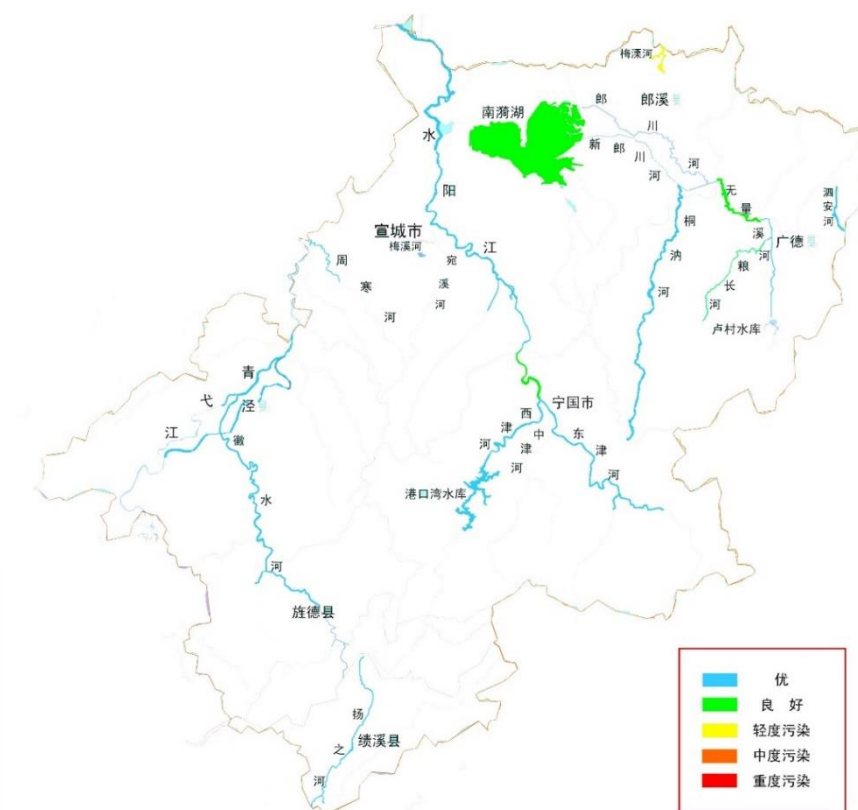 梅溧河
郎溪
南漪湖
郎川河
新郎川河
水阳江
无量溪河
泗安河
桐汭河
宣城市
梅溪河
宛溪河
周寒河
广德
粮长河
卢村水库
青弋江
泾
宁国市
西津河
中津河
东津河
徽水河
港口湾水库
旌德县
扬之河
绩溪县
优
良好
轻度污染
中度污染
重度污染